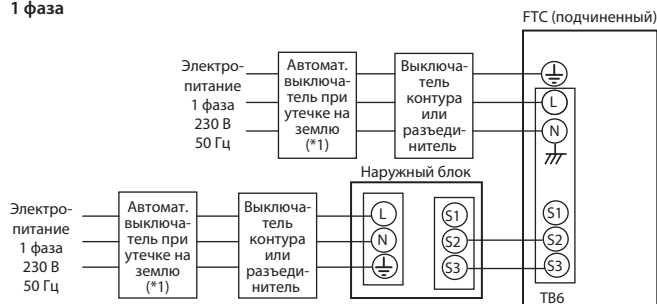 1 фаза
FTC (подчиненный)
Электро-
питание
1 фаза
230 В
50 Гц
Автомат.
выключа-
тель при
утечке на
землю
(*1)
Выключа-
тель
контура
или
разъеди-
нитель
L
N
Наружный блок
Электро-
питание
1 фаза
230 В
50 Гц
Автомат.
выключа-
тель при
утечке на
землю
(*1)
Выключа-
тель
контура
или
разъеди-
нитель
L
N
S1
S2
S3
S1
S2
S3
TB6